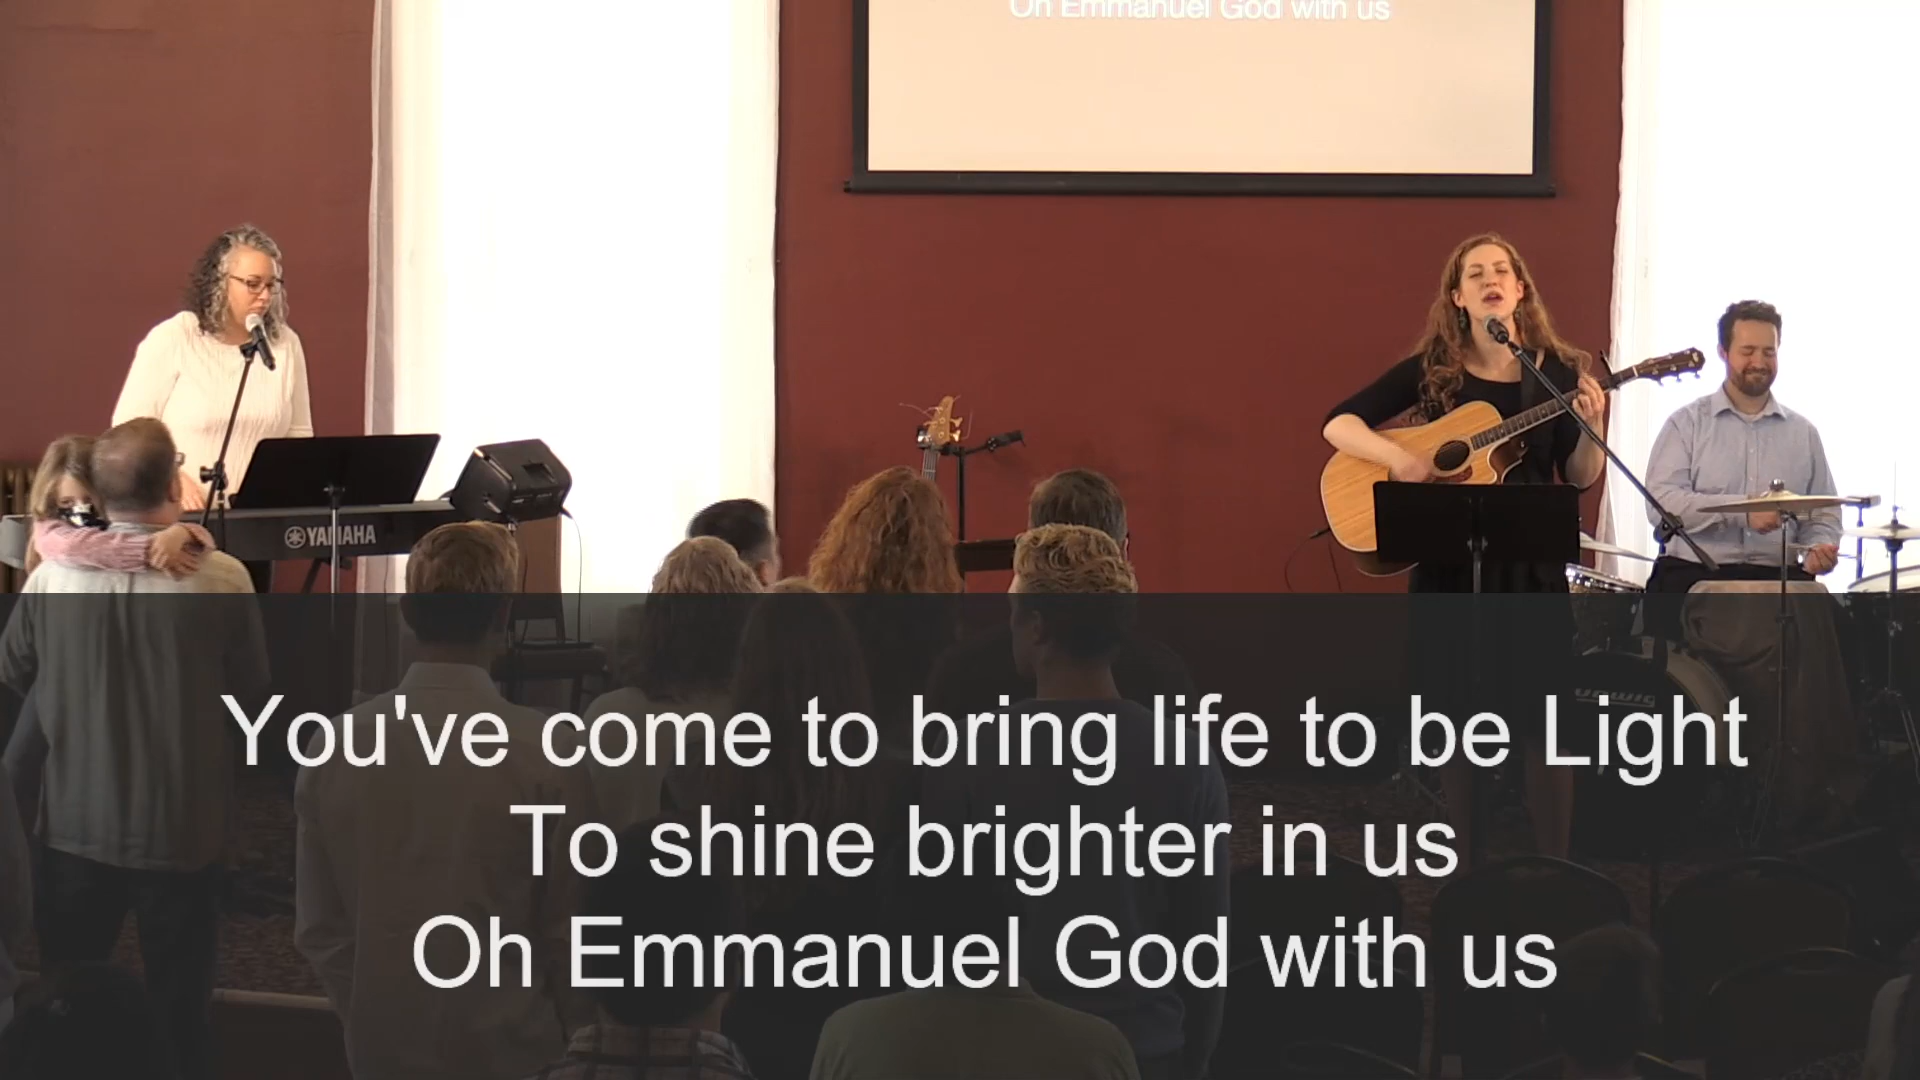 Oh Emmanuel God with us
YAMAHA
You've come to bring life to be Light
To shine brighter in us
Oh Emmanuel God with us